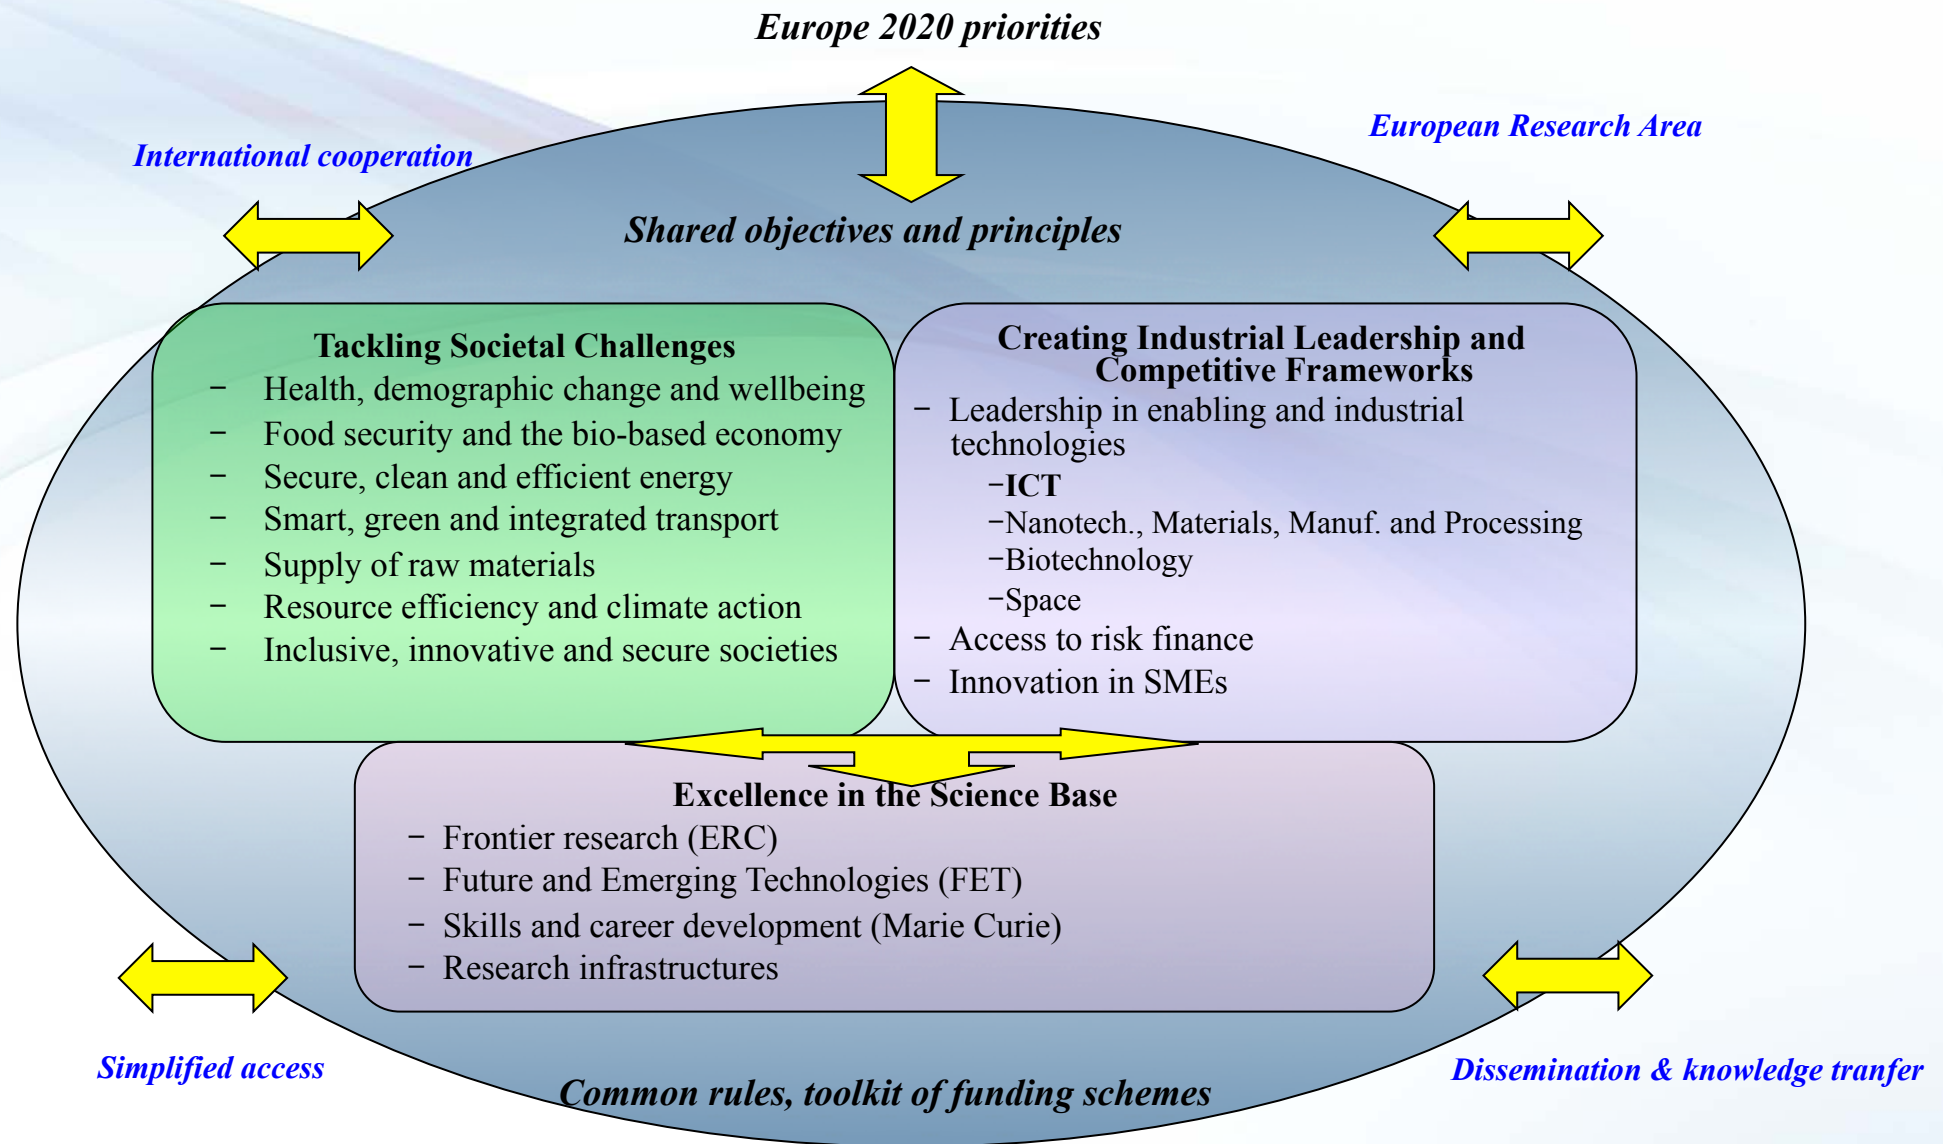 Europe 2020 priorities
International cooperation
European Research Area
Shared objectives and principles
Tackling Societal Challenges
− Health, demographic change and wellbeing
− Food security and the bio-based economy
− Secure, clean and efficient energy
− Smart, green and integrated transport
− Supply of raw materials
− Resource efficiency and climate action
− Inclusive, innovative and secure societies
Creating Industrial Leadership and
Competitive Frameworks
− Leadership in enabling and industrial
technologies
−ICT
−Nanotech., Materials, Manuf. and Processing
−Biotechnology
−Space
− Access to risk finance
− Innovation in SMEs
Excellence in the Science Base
− Frontier research (ERC)
− Future and Emerging Technologies (FET)
− Skills and career development (Marie Curie)
− Research infrastructures
Simplified access
Dissemination & knowledge tranfer
Common rules, toolkit of funding schemes